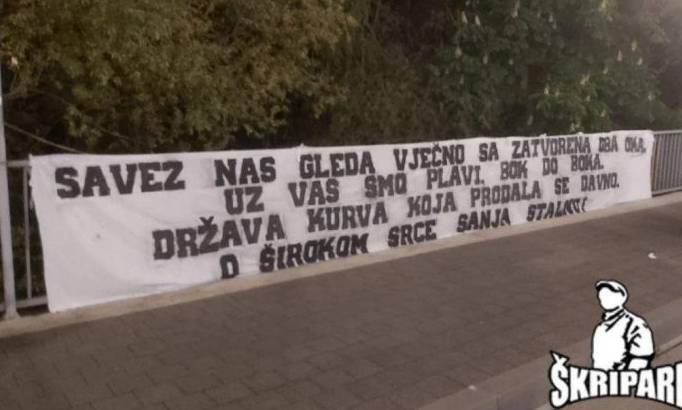 SAVEZ NAS GLEDA VJEČNO SA ZATVORENA DBA OKA.
UZ VAS SMO PLAVI, BOK DO BOKA.
DRŽAVA KURVA KOJA PRODALA SE DAVNO.
O ŠIROKOM SRCE SANJA STALNO!
ŠKRIPARI